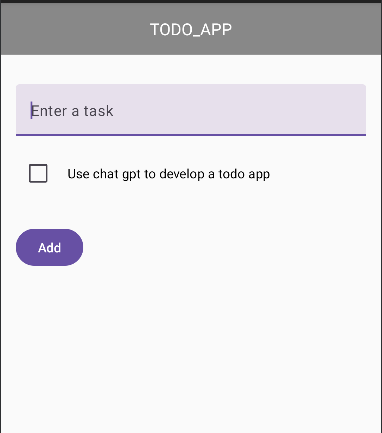 TODO_APP
Enter a task
Use chat gpt to develop a todo app
Add